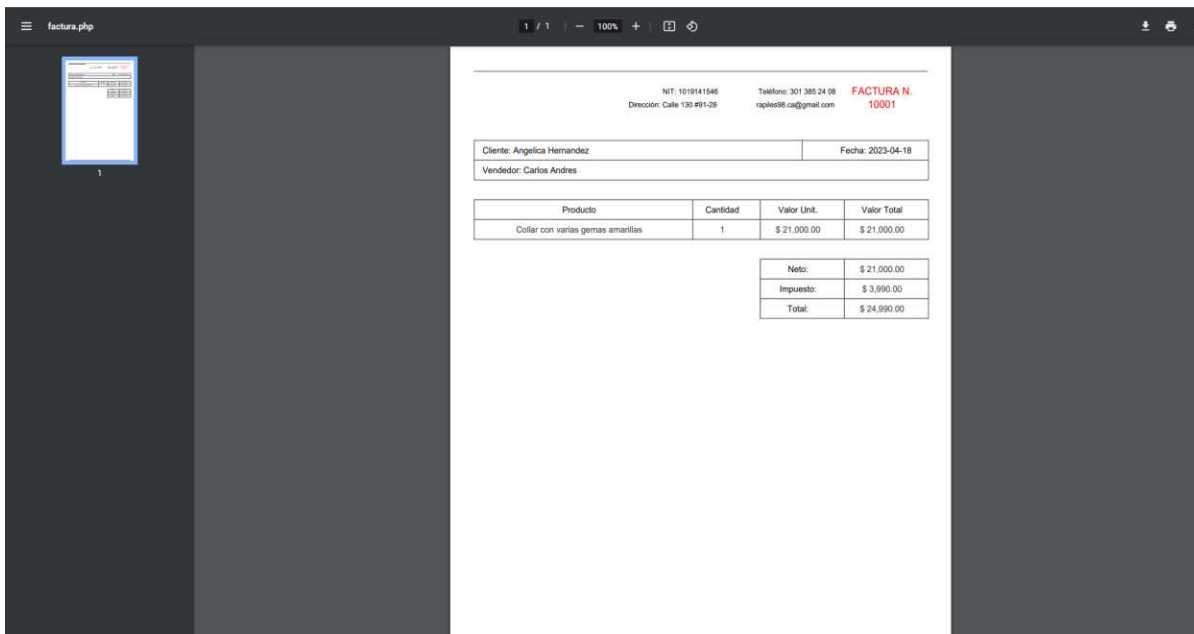 factura.php
1 / 1
100%
1
NIT: 1019141546
Dirección: Calle 130 #91-28
Teléfono: 301 385 24 08
rapiles98.ca@gmail.com
FACTURA N.
10001
Cliente: Angelica Hernandez Fecha: 2023-04-18
Vendedor: Carlos Andres
Producto Cantidad Valor Unit. Valor Total
Collar con varias gemas amarillas 1 $ 21,000.00 $ 21,000.00
Neto: $ 21,000.00
Impuesto: $ 3,990.00
Total: $ 24,990.00